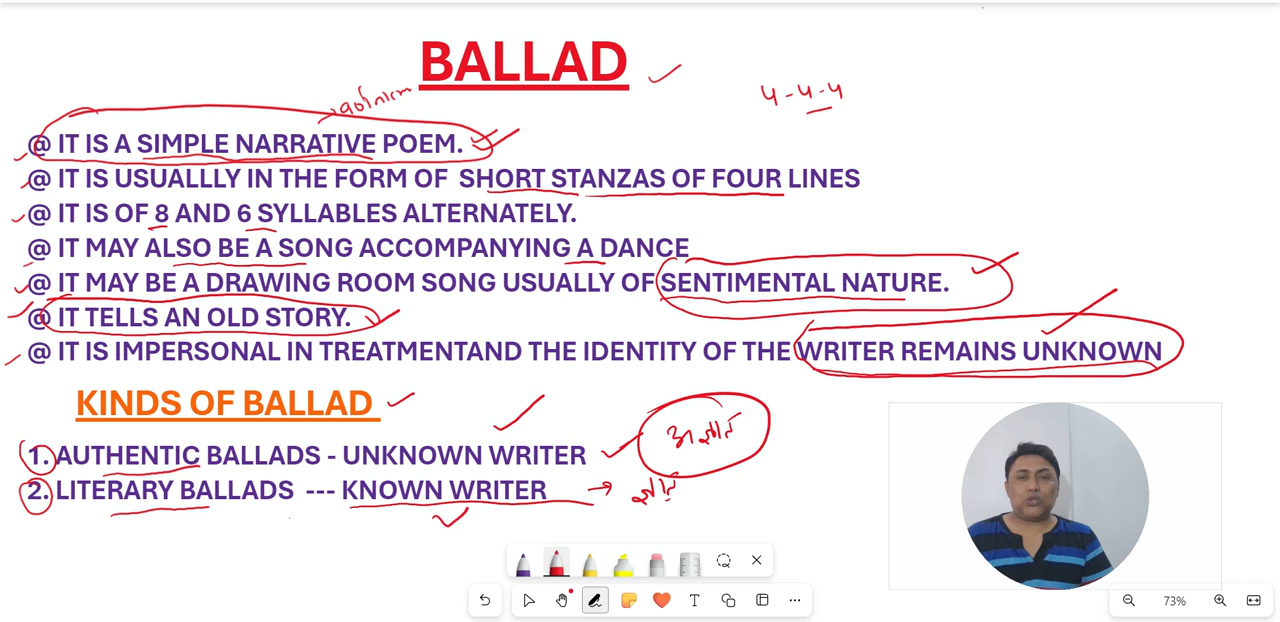 BALLAD
4-4-4
@ IT IS A SIMPLE NARRATIVE POEM.
@ IT IS USUALLLY IN THE FORM OF SHORT STANZAS OF FOUR LINES
@ IT IS OF 8 AND 6 SYLLABLES ALTERNATELY.
@ IT MAY ALSO BE A SONG ACCOMPANYING A DANCE
@ IT MAY BE A DRAWING ROOM SONG USUALLY OF SENTIMENTAL NATURE.
@ IT TELLS AN OLD STORY.
@ IT IS IMPERSONAL IN TREATMENTAND THE IDENTITY OF THE WRITER REMAINS UNKNOWN
KINDS OF BALLAD
1. AUTHENTIC BALLADS - UNKNOWN WRITER
2. LITERARY BALLADS --- KNOWN WRITER
73%